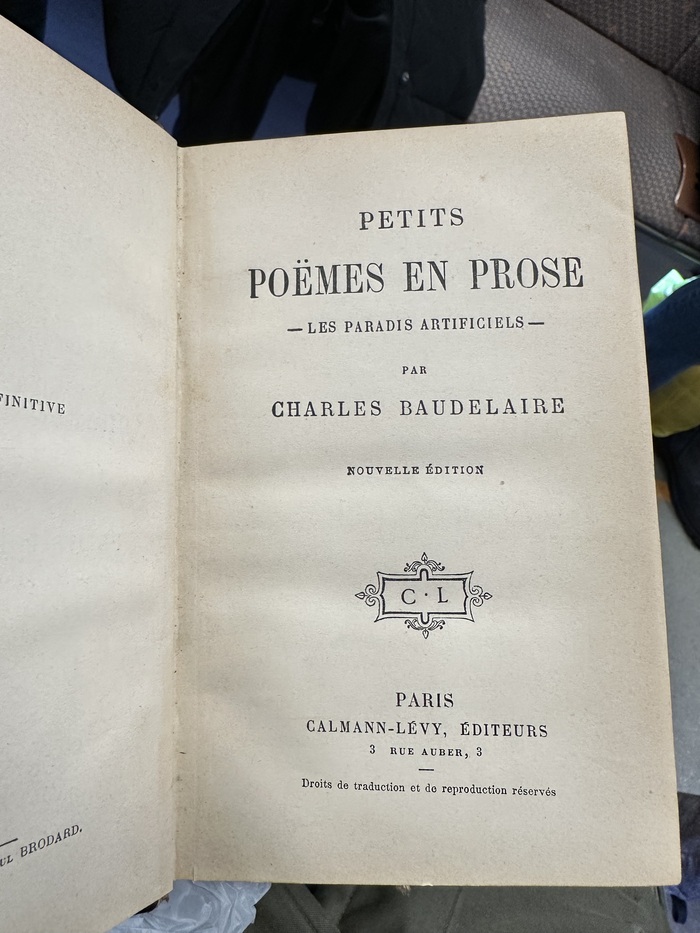 FINITIVE
BRODARD.
PETITS
POËMES EN PROSE
— LES PARADIS ARTIFICIELS —
PAR
CHARLES BAUDELAIRE
NOUVELLE ÉDITION
C · L
PARIS
CALMANN-LÉVY, ÉDITEURS
3 RUE AUBER, 3
Droits de traduction et de reproduction réservés